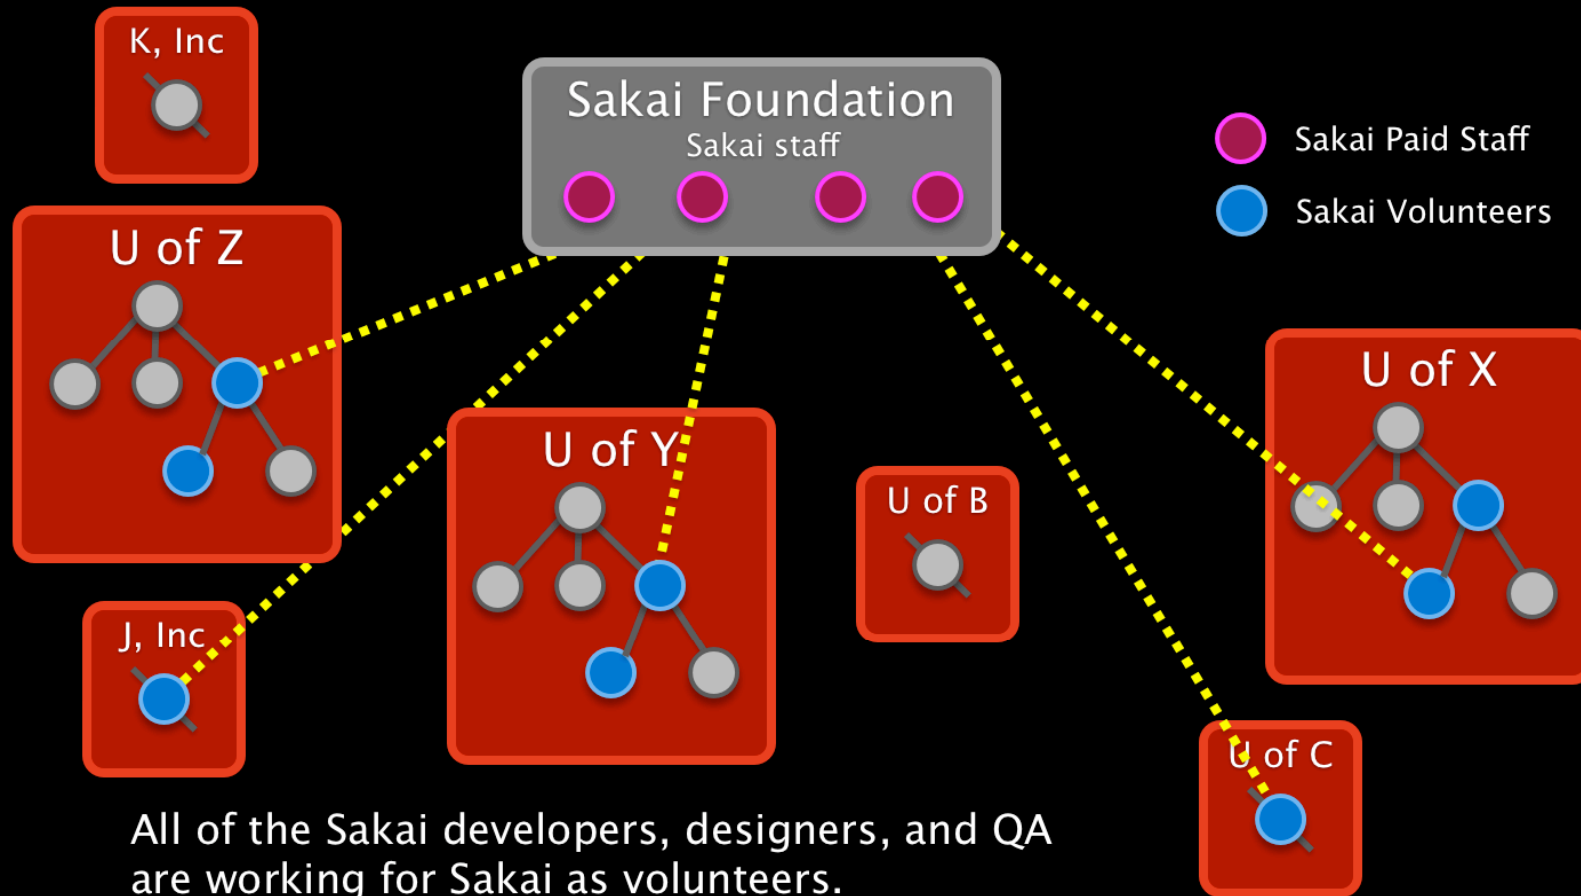 K, Inc
Sakai Foundation
Sakai staff
Sakai Paid Staff
Sakai Volunteers
U of Z
U of X
U of Y
U of B
J, Inc
U of C
All of the Sakai developers, designers, and QA
are working for Sakai as volunteers.